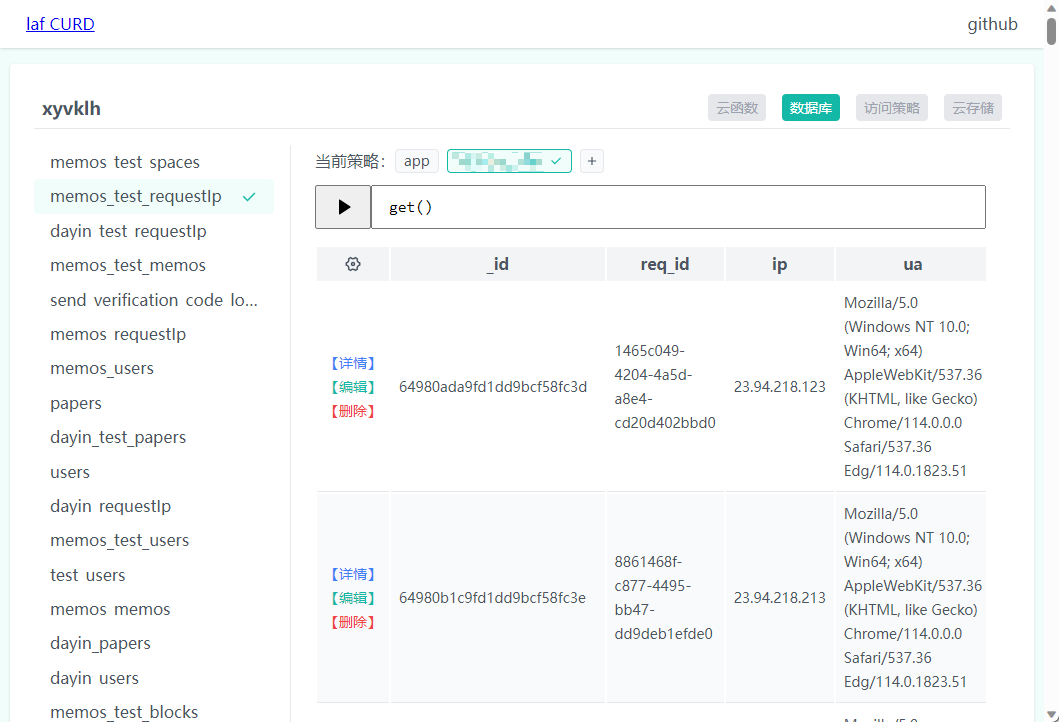 laf CURD
github
xyvklh
云函数
数据库
访问策略
云存储
memos_test_spaces
memos_test_requestIp
dayin_test_requestIp
memos_test_memos
send_verification_code_lo...
memos_requestIp
memos_users
papers
dayin_test_papers
users
dayin_requestIp
memos_test_users
test_users
memos_memos
dayin_papers
dayin_users
memos_test_blocks
当前策略:
app
+
get()
_id
req_id
ip
ua
【详情】
【编辑】
【删除】
64980ada9fd1dd9bcf58fc3d
1465c049-
4204-4a5d-
a8e4-
cd20d402bbd0
23.94.218.123
Mozilla/5.0
(Windows NT 10.0;
Win64; x64)
AppleWebKit/537.36
(KHTML, like Gecko)
Chrome/114.0.0.0
Safari/537.36
Edg/114.0.1823.51
【详情】
【编辑】
【删除】
64980b1c9fd1dd9bcf58fc3e
8861468f-
c877-4495-
bb47-
dd9deb1efde0
23.94.218.213
Mozilla/5.0
(Windows NT 10.0;
Win64; x64)
AppleWebKit/537.36
(KHTML, like Gecko)
Chrome/114.0.0.0
Safari/537.36
Edg/114.0.1823.51